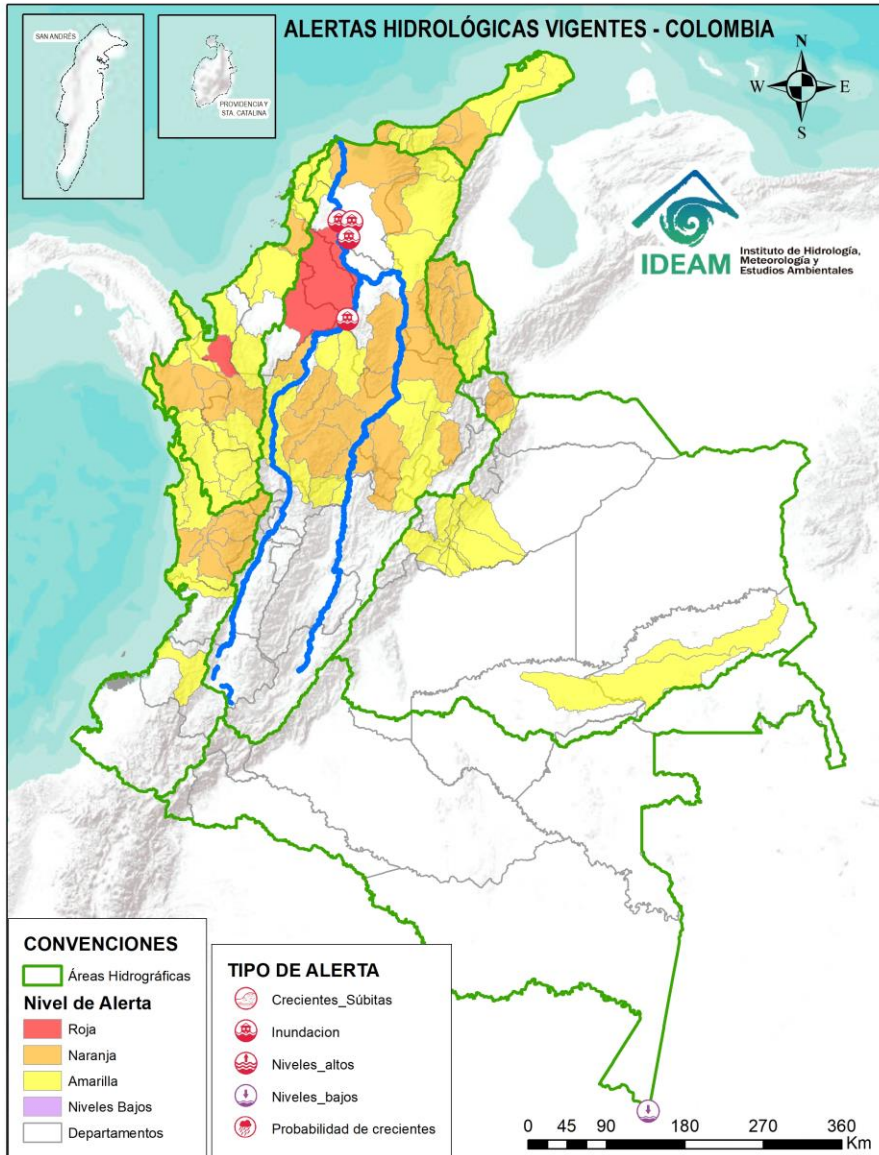 ALERTAS HIDROLÓGICAS VIGENTES - COLOMBIA
SAN ANDRÉS
PROVIDENCIA Y
STA. CATALINA
N
W
E
S
IDEAM
Instituto de Hidrología,
Meteorología y
Estudios Ambientales
CONVENCIONES
Áreas Hidrográficas
Nivel de Alerta
Roja
Naranja
Amarilla
Niveles Bajos
Departamentos
TIPO DE ALERTA
Crecientes_Súbitas
Inundacion
Niveles_altos
Niveles_bajos
Probabilidad de crecientes
0 45 90 180 270 360
Km